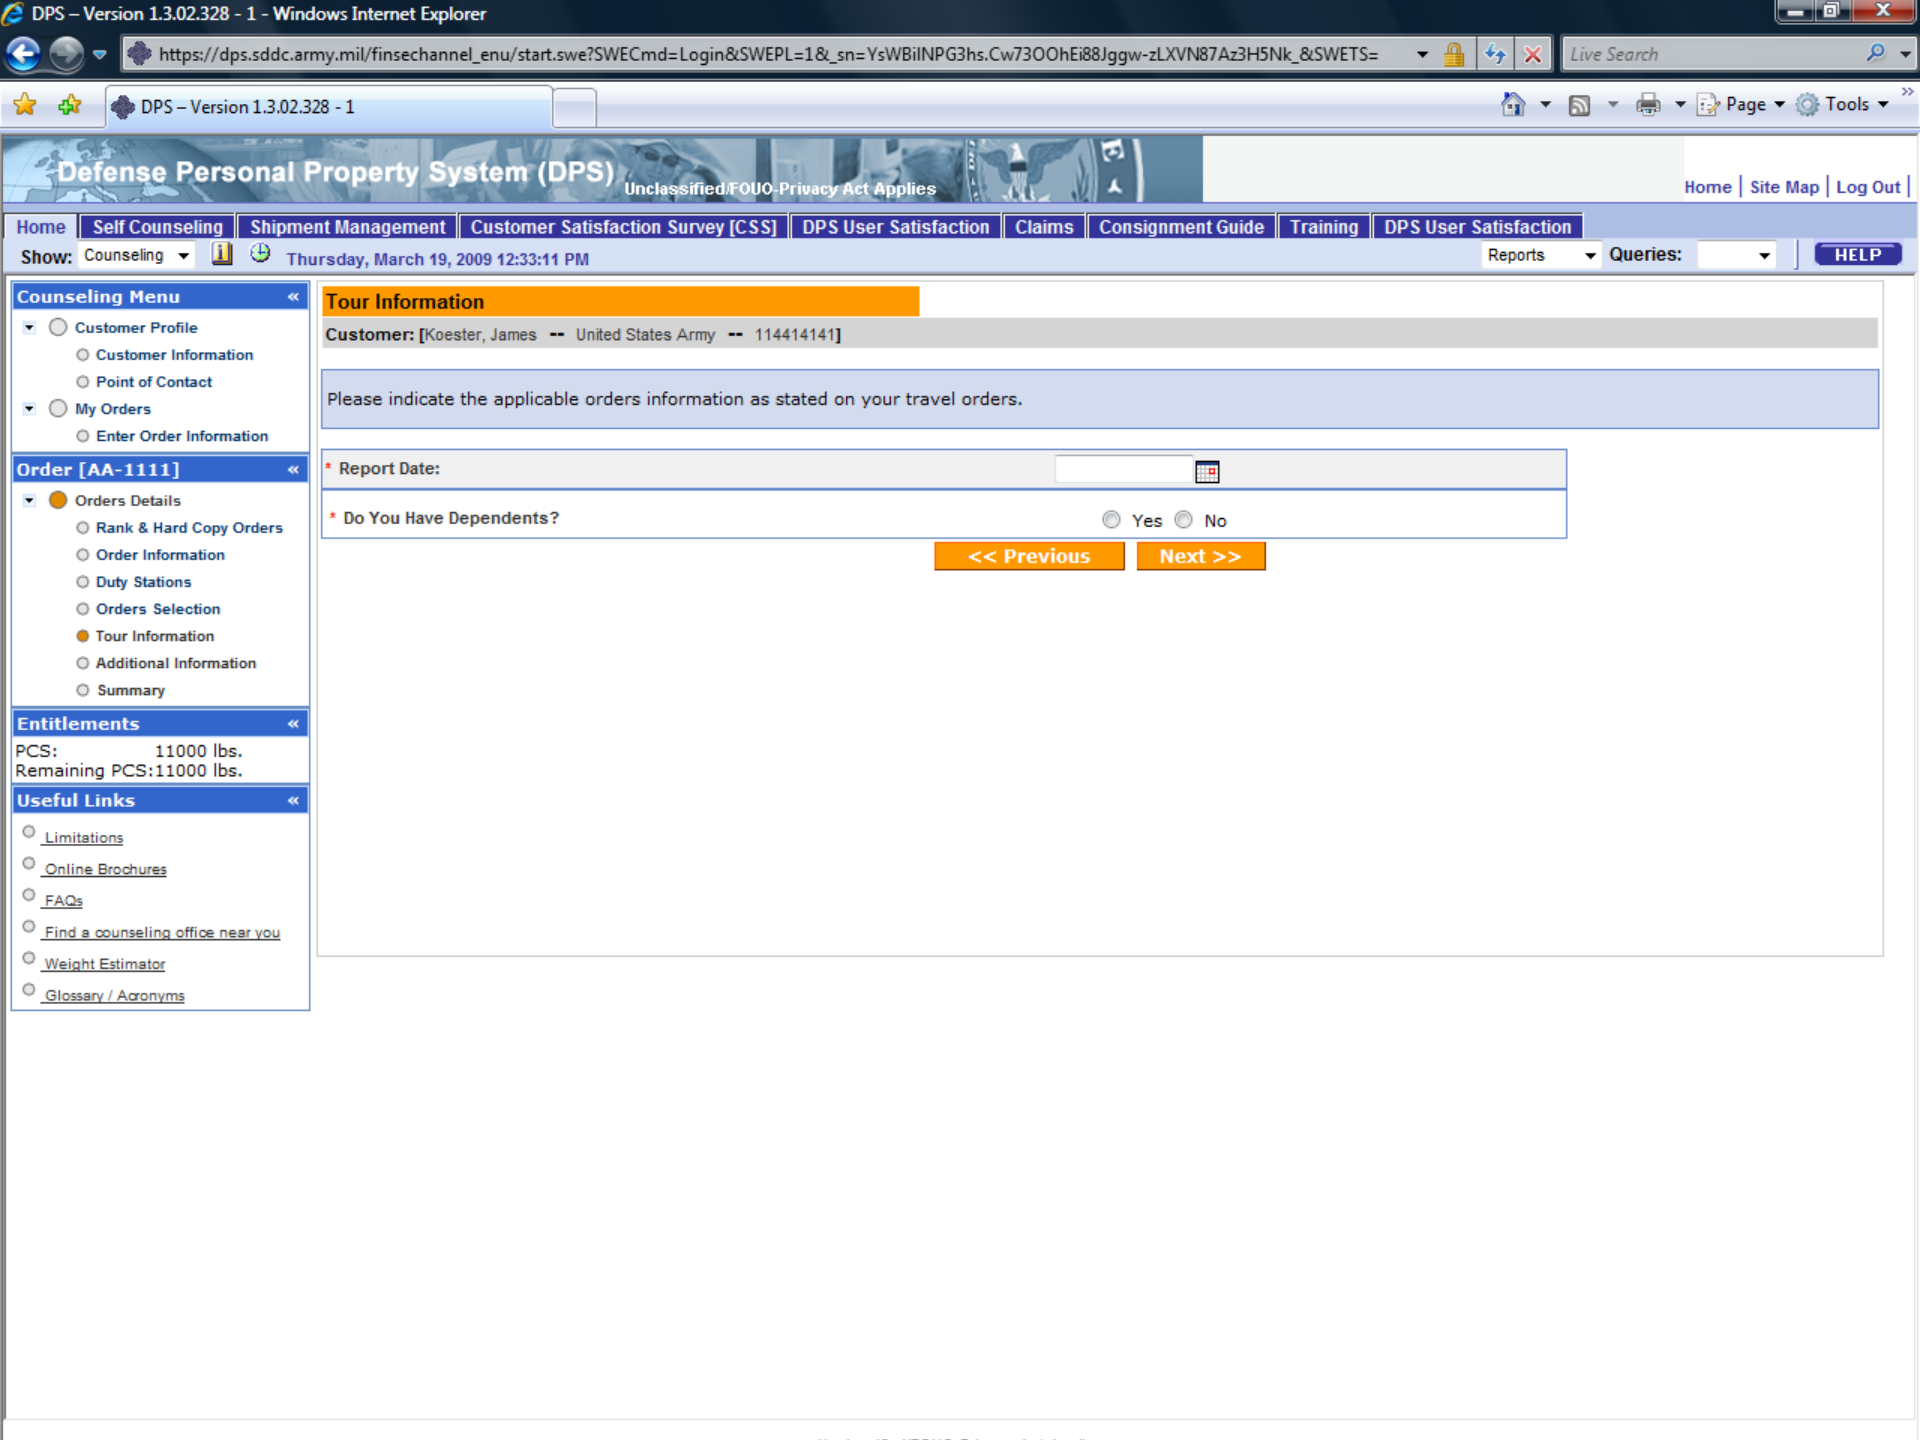 DPS – Version 1.3.02.328 - 1 - Windows Internet Explorer
https://dps.sddc.army.mil/finsechannel_enu/start.swe?SWECmd=Login&SWEPL=1&_sn=YsWBiINPG3hs.Cw73OOhEi88Jggw-zLXVN87Az3H5Nk_&SWETS=
Live Search
DPS – Version 1.3.02.328 - 1
Page
Tools
Defense Personal Property System (DPS)
Unclassified/FOUO-Privacy Act Applies
Home | Site Map | Log Out |
Home Self Counseling Shipment Management Customer Satisfaction Survey [CSS] DPS User Satisfaction Claims Consignment Guide Training DPS User Satisfaction
Show: Counseling Thursday, March 19, 2009 12:33:11 PM Reports Queries: HELP
Counseling Menu «
Customer Profile
Customer Information
Point of Contact
My Orders
Enter Order Information
Order [AA-1111] «
Orders Details
Rank & Hard Copy Orders
Order Information
Duty Stations
Orders Selection
Tour Information
Additional Information
Summary
Entitlements «
PCS: 11000 lbs.
Remaining PCS:11000 lbs.
Useful Links «
Limitations
Online Brochures
FAQs
Find a counseling office near you
Weight Estimator
Glossary / Acronyms
Tour Information
Customer: [Koester, James -- United States Army -- 114414141]
Please indicate the applicable orders information as stated on your travel orders.
* Report Date:
* Do You Have Dependents? Yes No
<< Previous Next >>